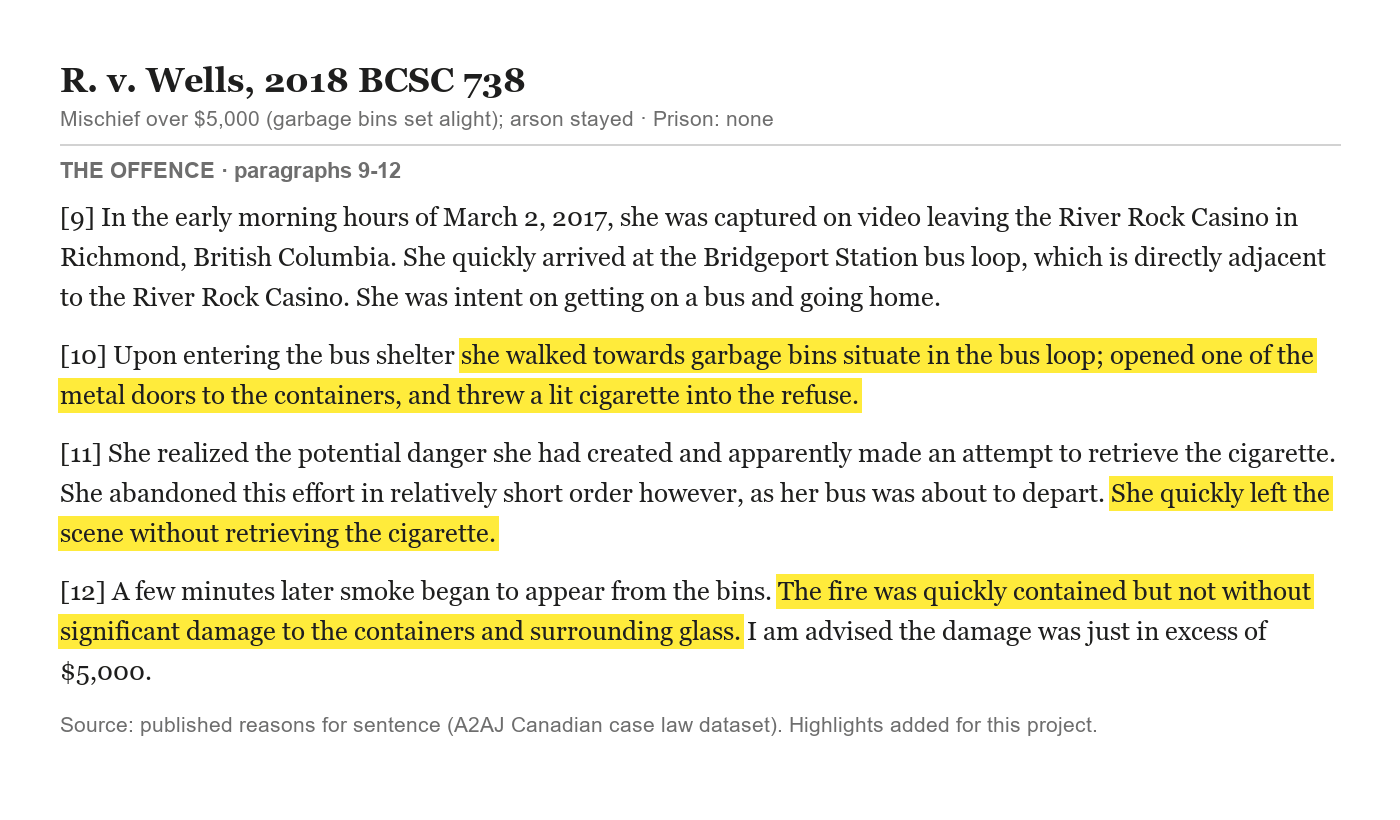 R. v. Wells, 2018 BCSC 738
Mischief over $5,000 (garbage bins set alight); arson stayed · Prison: none
THE OFFENCE · paragraphs 9-12
[9] In the early morning hours of March 2, 2017, she was captured on video leaving the River Rock Casino in
Richmond, British Columbia. She quickly arrived at the Bridgeport Station bus loop, which is directly adjacent
to the River Rock Casino. She was intent on getting on a bus and going home.
[10] Upon entering the bus shelter she walked towards garbage bins situate in the bus loop; opened one of the
metal doors to the containers, and threw a lit cigarette into the refuse.
[11] She realized the potential danger she had created and apparently made an attempt to retrieve the cigarette.
She abandoned this effort in relatively short order however, as her bus was about to depart. She quickly left the
scene without retrieving the cigarette.
[12] A few minutes later smoke began to appear from the bins. The fire was quickly contained but not without
significant damage to the containers and surrounding glass. I am advised the damage was just in excess of
$5,000.
Source: published reasons for sentence (A2AJ Canadian case law dataset). Highlights added for this project.